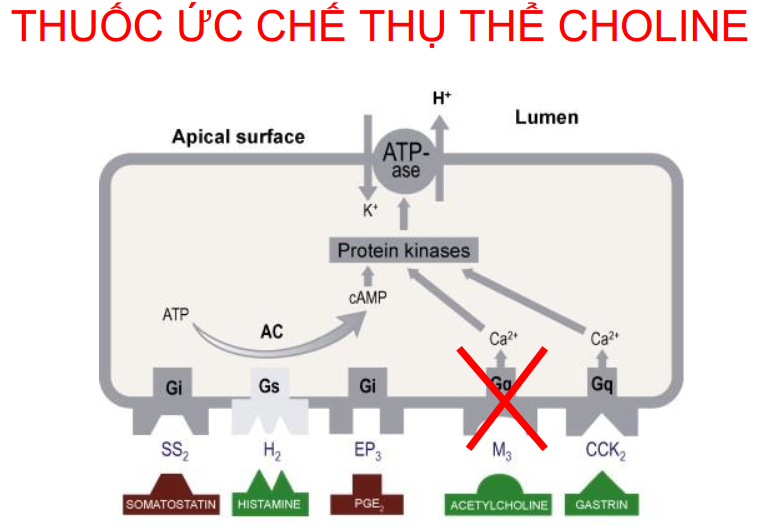 THUỐC ỨC CHẾ THỤ THỂ CHOLINE
H⁺
Lumen
Apical surface
ATP-
ase
K⁺
Protein kinases
cAMP
ATP
AC
Ca²⁺
Ca²⁺
Gi
Gs
Gi
Gq
Gq
SS₂
H₂
EP₃
M₃
CCK₂
SOMATOSTATIN
HISTAMINE
PGE₂
ACETYLCHOLINE
GASTRIN